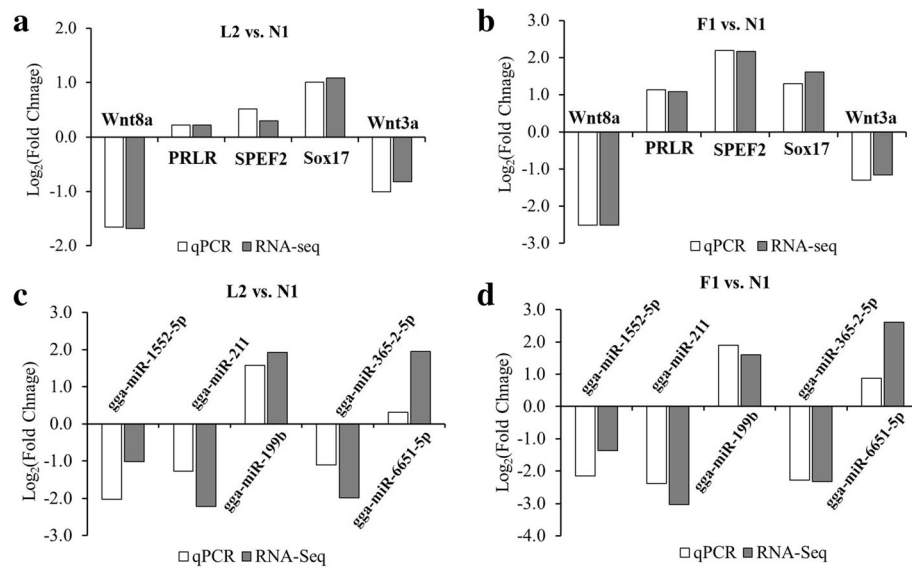 a
L2 vs. N1
Log2(Fold Chnage)
2.0
1.0
0.0
-1.0
-2.0
Wnt8a
PRLR
SPEF2
Sox17
Wnt3a
qPCR RNA-seq
b
F1 vs. N1
Log2(Fold Chnage)
3.0
2.0
1.0
0.0
-1.0
-2.0
-3.0
Wnt8a
PRLR
SPEF2
Sox17
Wnt3a
qPCR RNA-seq
c
L2 vs. N1
Log2(Fold Chnage)
3.0
2.0
1.0
0.0
-1.0
-2.0
-3.0
gga-miR-1552-5p
gga-miR-211
gga-miR-199b
gga-miR-365-2-5p
gga-miR-6651-5p
qPCR RNA-Seq
d
F1 vs. N1
Log2(Fold Chnage)
3.0
2.0
1.0
0.0
-1.0
-2.0
-3.0
-4.0
gga-miR-1552-5p
gga-miR-211
gga-miR-199b
gga-miR-365-2-5p
gga-miR-6651-5p
qPCR RNA-Seq